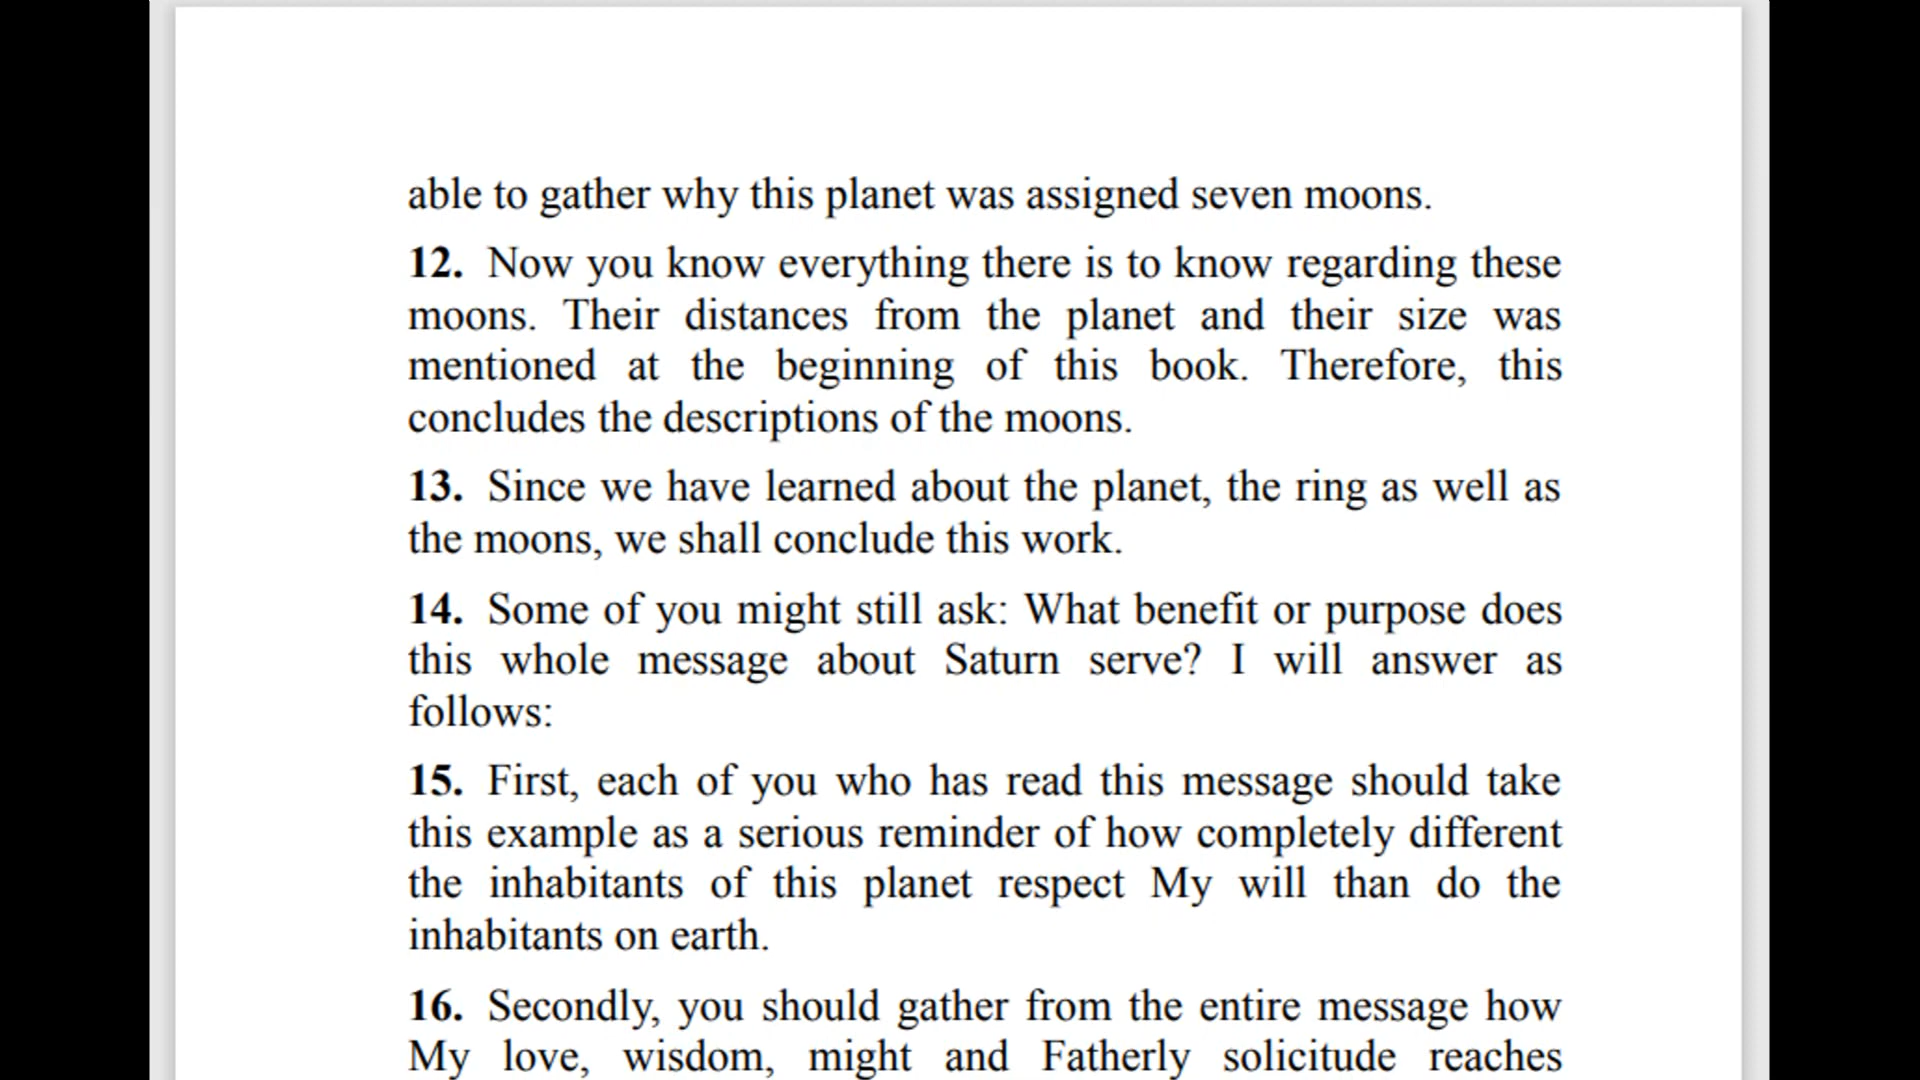 able to gather why this planet was assigned seven moons.
12. Now you know everything there is to know regarding these
moons. Their distances from the planet and their size was
mentioned at the beginning of this book. Therefore, this
concludes the descriptions of the moons.
13. Since we have learned about the planet, the ring as well as
the moons, we shall conclude this work.
14. Some of you might still ask: What benefit or purpose does
this whole message about Saturn serve? I will answer as
follows:
15. First, each of you who has read this message should take
this example as a serious reminder of how completely different
the inhabitants of this planet respect My will than do the
inhabitants on earth.
16. Secondly, you should gather from the entire message how
My love, wisdom, might and Fatherly solicitude reaches